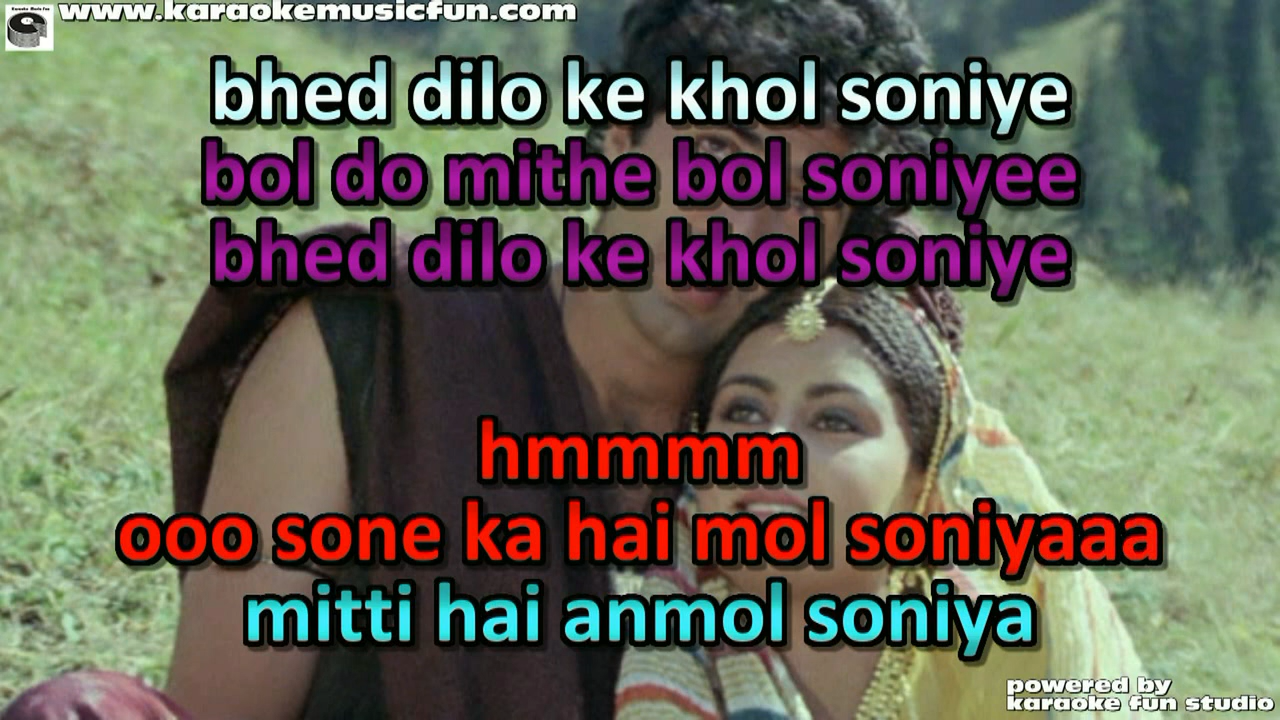 www.karaokemusicfun.com
bhed dilo ke khol soniye
bol do mithe bol soniyee
bhed dilo ke khol soniye
hmmmm
ooo sone ka hai mol soniyaaa
mitti hai anmol soniya
powered by
karaoke fun studio